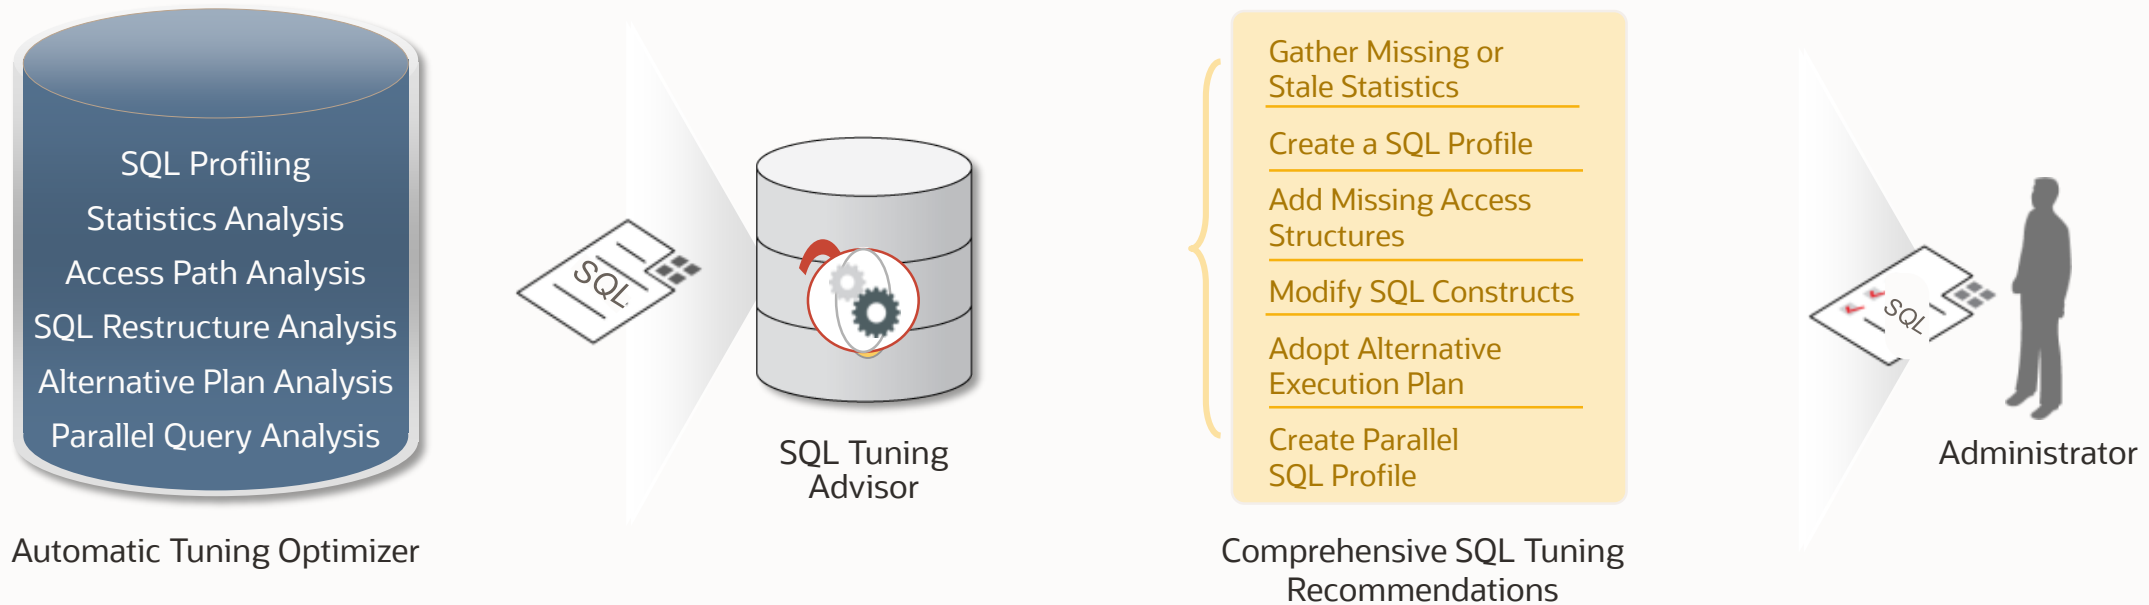 SQL Profiling
Statistics Analysis
Access Path Analysis
SQL Restructure Analysis
Alternative Plan Analysis
Parallel Query Analysis
Automatic Tuning Optimizer
SQL
SQL Tuning
Advisor
Gather Missing or
Stale Statistics
Create a SQL Profile
Add Missing Access
Structures
Modify SQL Constructs
Adopt Alternative
Execution Plan
Create Parallel
SQL Profile
Comprehensive SQL Tuning
Recommendations
SQL
Administrator